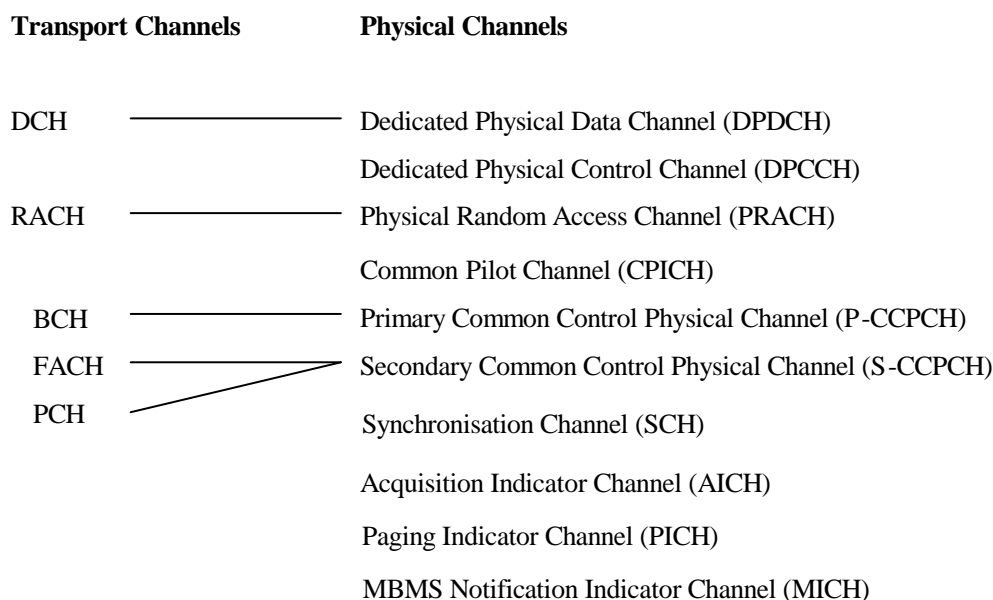 Transport Channels Physical Channels
DCH Dedicated Physical Data Channel (DPDCH)
Dedicated Physical Control Channel (DPCCH)
RACH Physical Random Access Channel (PRACH)
Common Pilot Channel (CPICH)
BCH Primary Common Control Physical Channel (P-CCPCH)
FACH Secondary Common Control Physical Channel (S-CCPCH)
PCH
Synchronisation Channel (SCH)
Acquisition Indicator Channel (AICH)
Paging Indicator Channel (PICH)
MBMS Notification Indicator Channel (MICH)